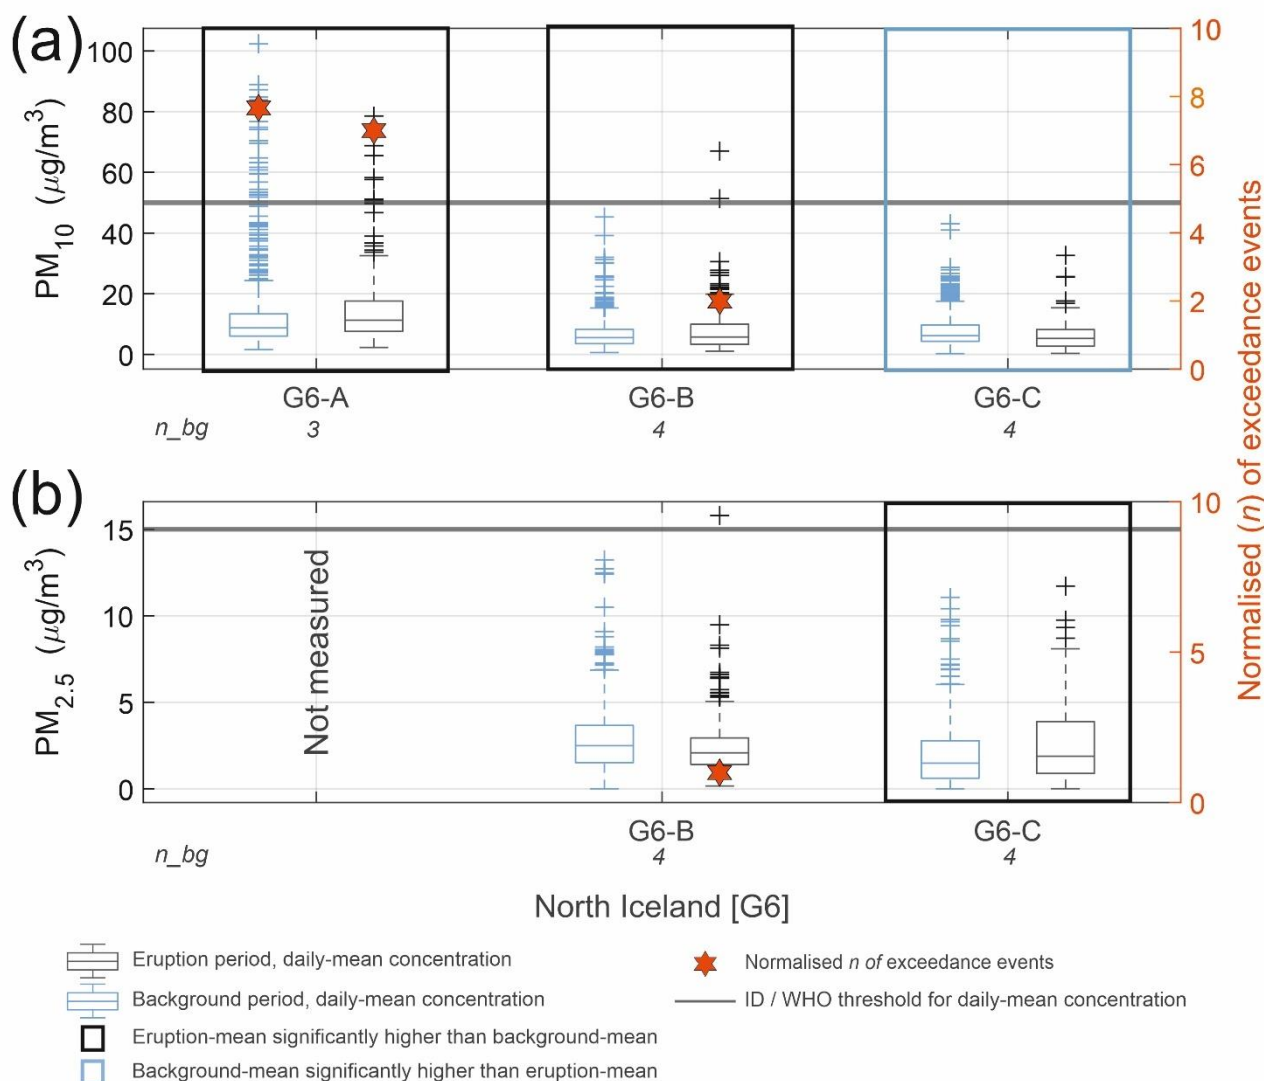 (a)
PM10 (μg/m³)
100
80
60
40
20
0
10
8
6
4
2
0
G6-A G6-B G6-C
n_bg 3 4 4
(b)
PM2.5 (μg/m³)
15
10
5
0
Not measured
10
5
0
Normalised (n) of exceedance events
G6-B G6-C
n_bg 4 4
North Iceland [G6]
Eruption period, daily-mean concentration
Background period, daily-mean concentration
Eruption-mean significantly higher than background-mean
Background-mean significantly higher than eruption-mean
Normalised n of exceedance events
ID / WHO threshold for daily-mean concentration